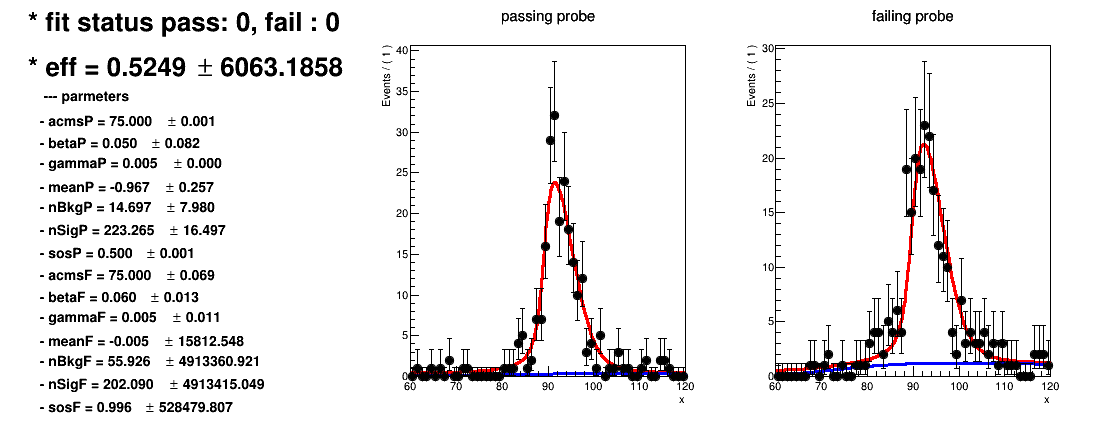 * fit status pass: 0, fail : 0
* eff = 0.5249 ± 6063.1858
--- parmeters
- acmsP = 75.000 ± 0.001
- betaP = 0.050 ± 0.082
- gammaP = 0.005 ± 0.000
- meanP = -0.967 ± 0.257
- nBkgP = 14.697 ± 7.980
- nSigP = 223.265 ± 16.497
- sosP = 0.500 ± 0.001
- acmsF = 75.000 ± 0.069
- betaF = 0.060 ± 0.013
- gammaF = 0.005 ± 0.011
- meanF = -0.005 ± 15812.548
- nBkgF = 55.926 ± 4913360.921
- nSigF = 202.090 ± 4913415.049
- sosF = 0.996 ± 528479.807
passing probe
Events / ( 1 )
40
35
30
25
20
15
10
5
0
60 70 80 90 100 110 120
x
failing probe
Events / ( 1 )
30
25
20
15
10
5
0
60 70 80 90 100 110 120
x